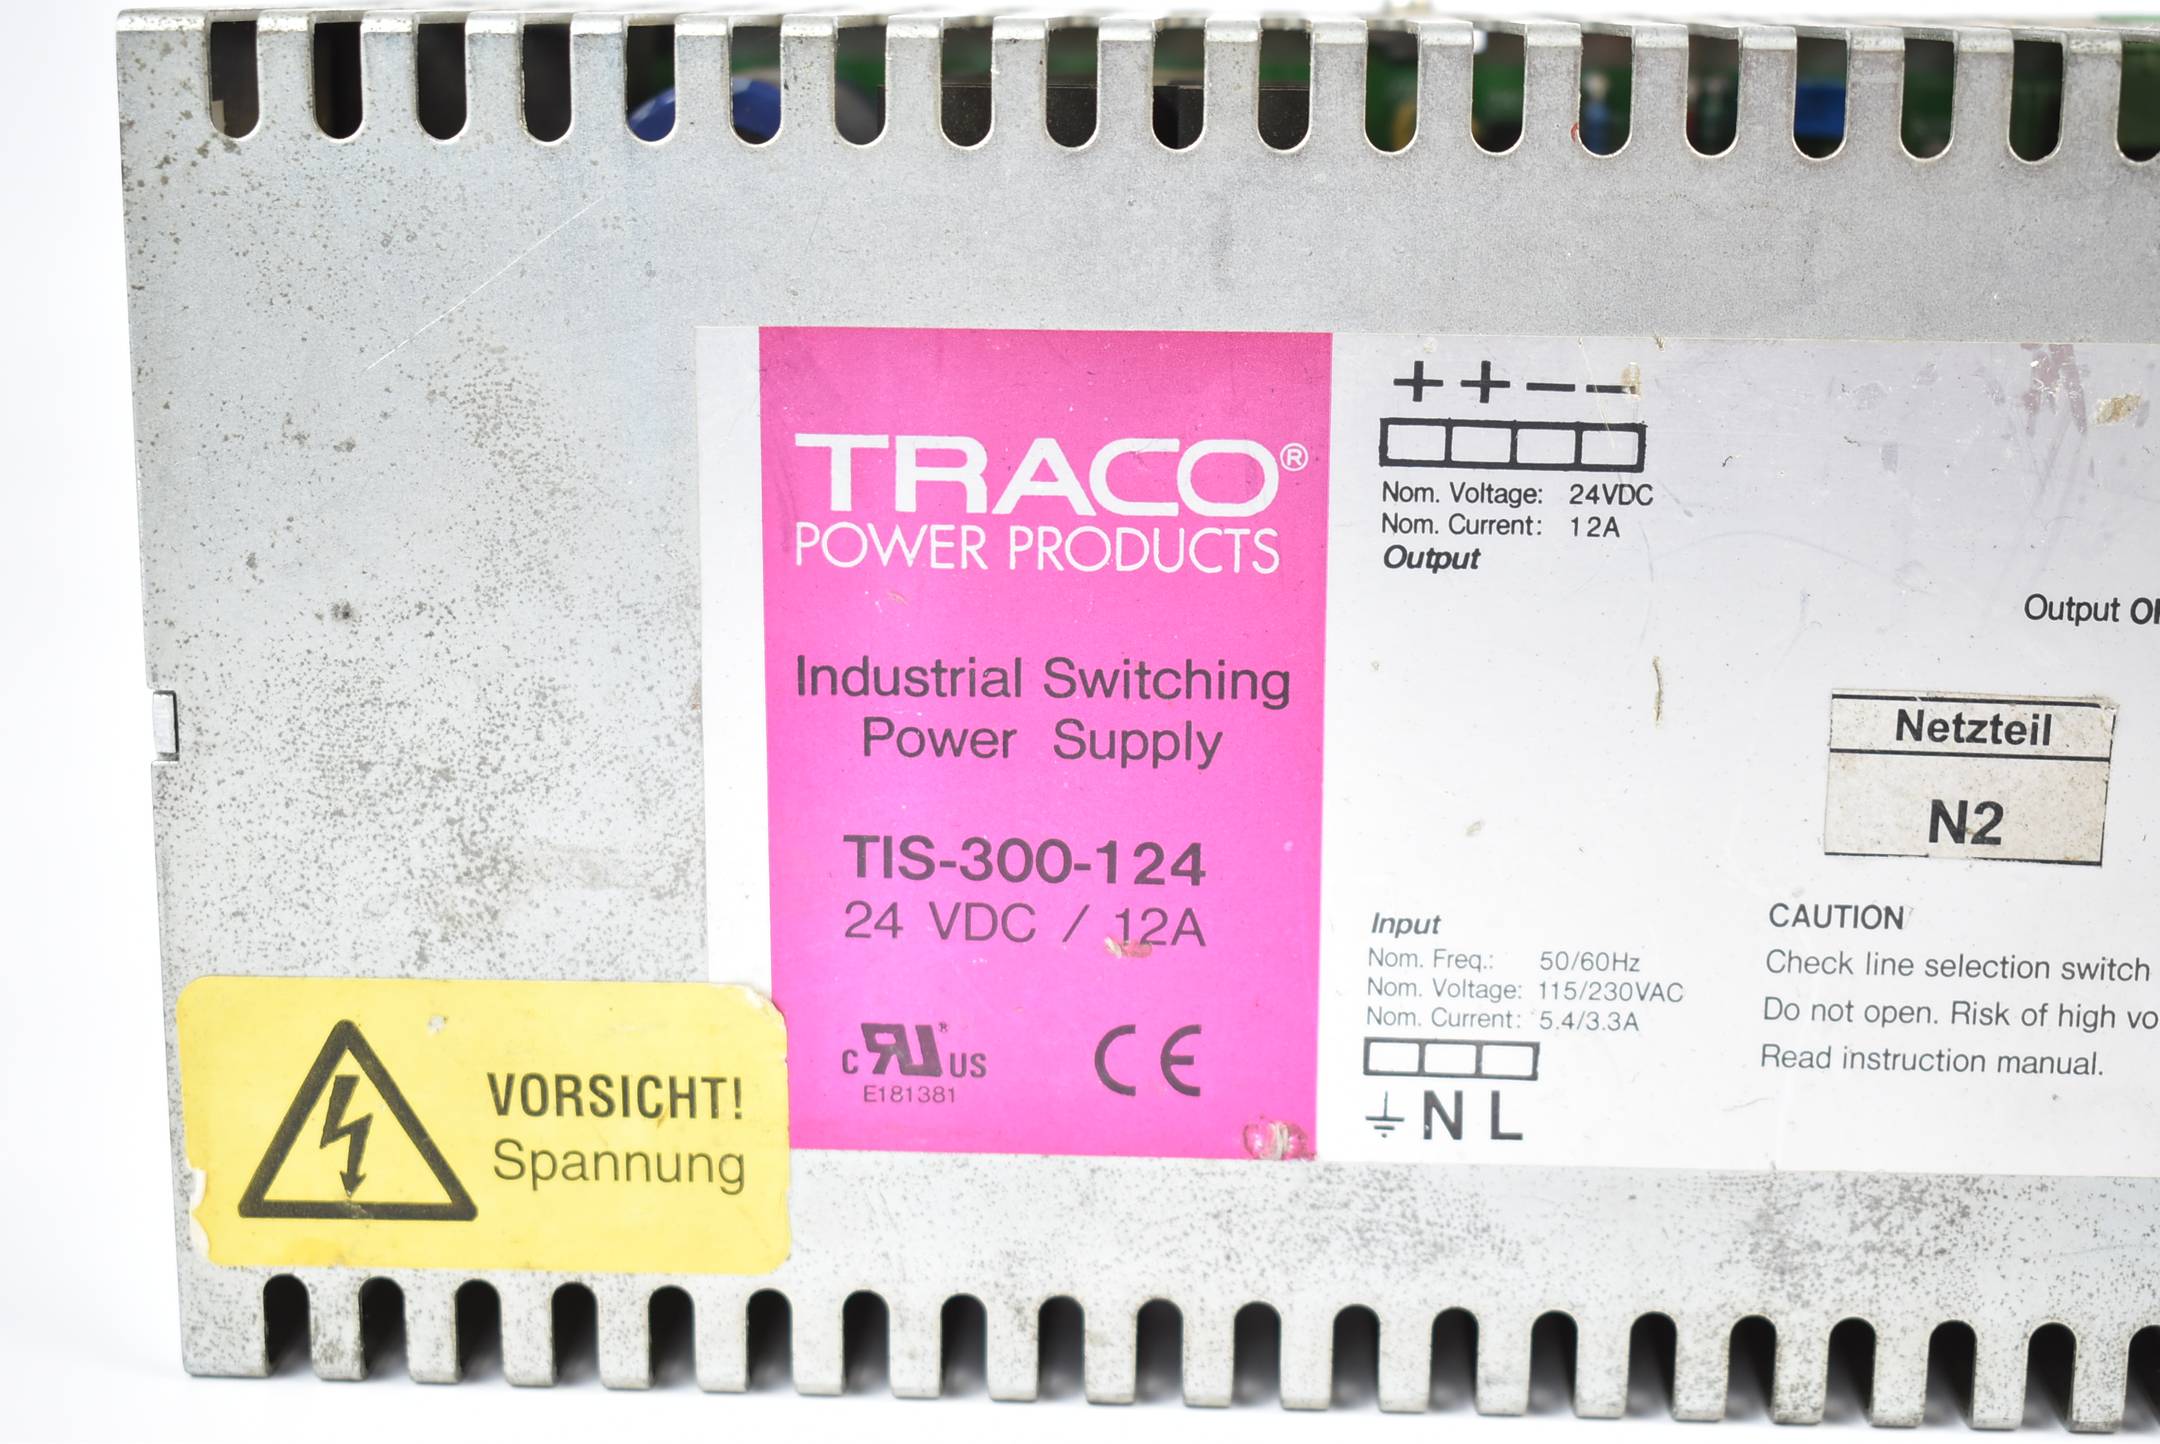 TRACO®
POWER PRODUCTS
Industrial Switching
Power Supply
TIS-300-124
24 VDC / 12A
C RU® US
E181381
CE
VORSICHT!
Spannung
+ + − −
Nom. Voltage: 24VDC
Nom. Current: 12A
Output
Output
Netzteil
N2
Input
Nom. Freq.: 50/60Hz
Nom. Voltage: 115/230VAC
Nom. Current: 5.4/3.3A
⏚ N L
CAUTION
Check line selection switch
Do not open. Risk of high
Read instruction manual.